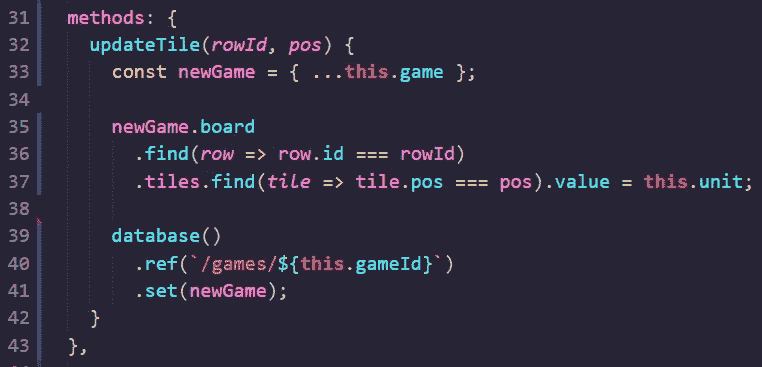 31 methods: {
32 updateTile(rowId, pos) {
33 const newGame = { ...this.game };
34
35 newGame.board
36 .find(row => row.id === rowId)
37 .tiles.find(tile => tile.pos === pos).value = this.unit;
38
39 database()
40 .ref(`/games/${this.gameId}`)
41 .set(newGame);
42 }
43 },